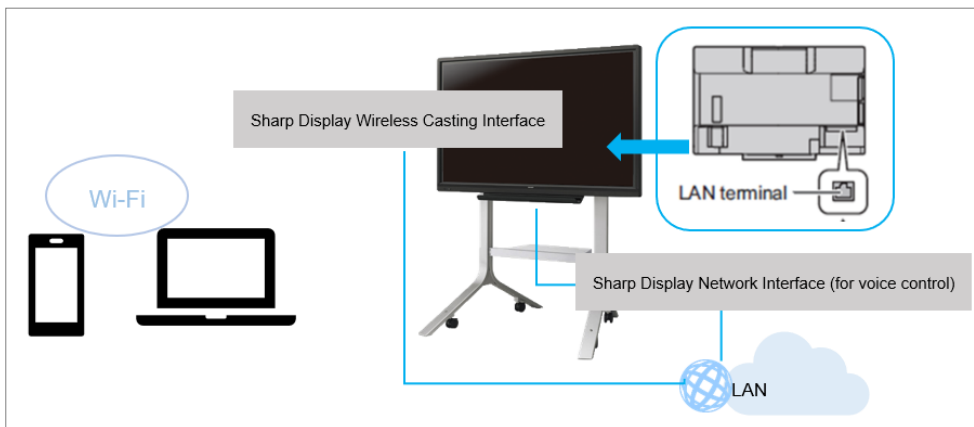 Sharp Display Wireless Casting Interface
LAN terminal
Wi-Fi
Sharp Display Network Interface (for voice control)
LAN